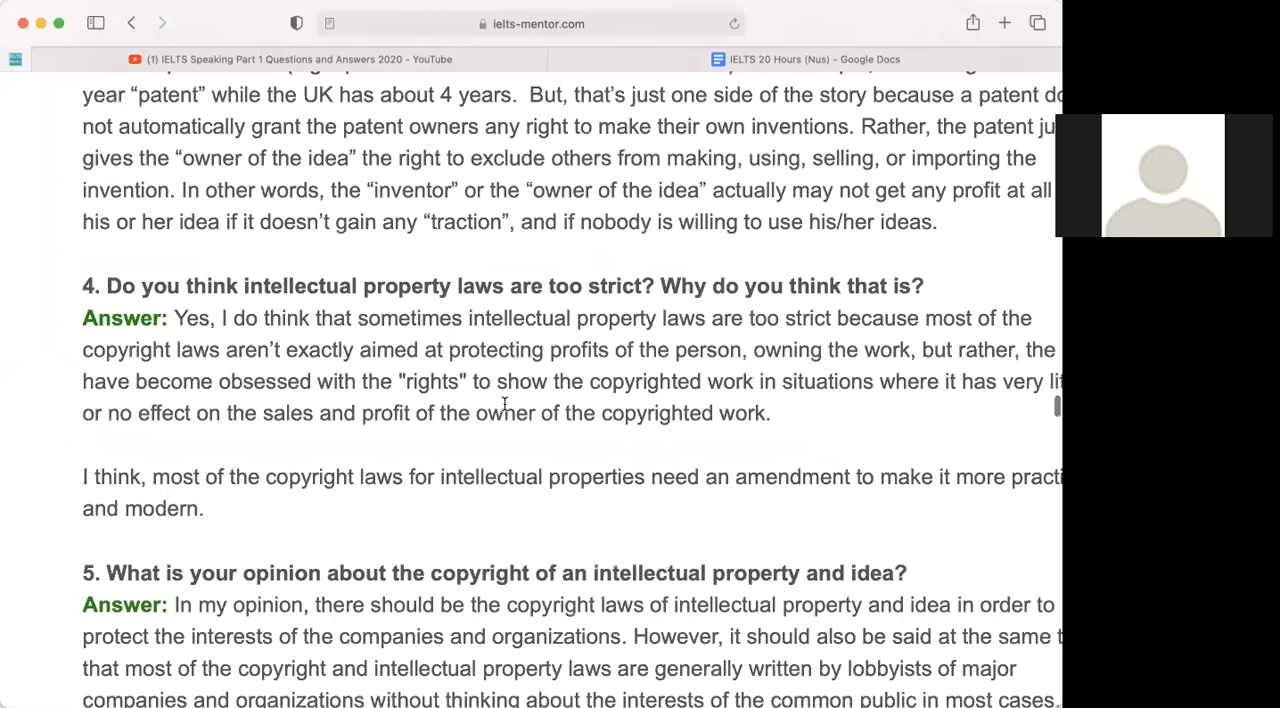 ielts-mentor.com
(1) IELTS Speaking Part 1 Questions and Answers 2020 - YouTube
IELTS 20 Hours (Nus) - Google Docs
year “patent” while the UK has about 4 years. But, that’s just one side of the story because a patent do
not automatically grant the patent owners any right to make their own inventions. Rather, the patent ju
gives the “owner of the idea” the right to exclude others from making, using, selling, or importing the
invention. In other words, the “inventor” or the “owner of the idea” actually may not get any profit at all
his or her idea if it doesn’t gain any “traction”, and if nobody is willing to use his/her ideas.
4. Do you think intellectual property laws are too strict? Why do you think that is?
Answer: Yes, I do think that sometimes intellectual property laws are too strict because most of the
copyright laws aren’t exactly aimed at protecting profits of the person, owning the work, but rather, the
have become obsessed with the "rights" to show the copyrighted work in situations where it has very lit
or no effect on the sales and profit of the owner of the copyrighted work.
I think, most of the copyright laws for intellectual properties need an amendment to make it more practi
and modern.
5. What is your opinion about the copyright of an intellectual property and idea?
Answer: In my opinion, there should be the copyright laws of intellectual property and idea in order to
protect the interests of the companies and organizations. However, it should also be said at the same t
that most of the copyright and intellectual property laws are generally written by lobbyists of major
companies and organizations without thinking about the interests of the common public in most cases.